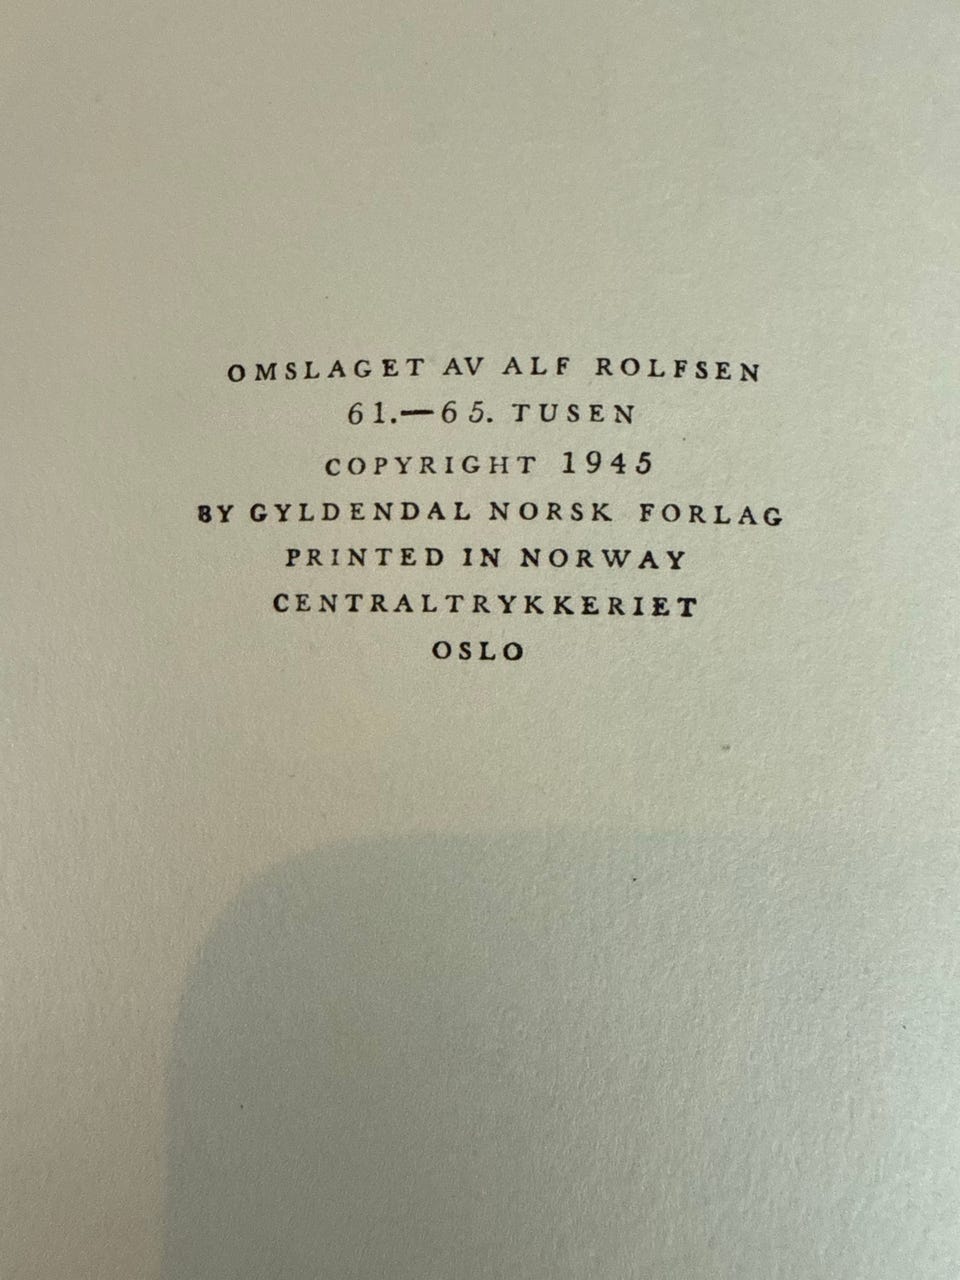 OMSLAGET AV ALF ROLFSEN
61.—65. TUSEN
COPYRIGHT 1945
BY GYLDENDAL NORSK FORLAG
PRINTED IN NORWAY
CENTRALTRYKKERIET
OSLO